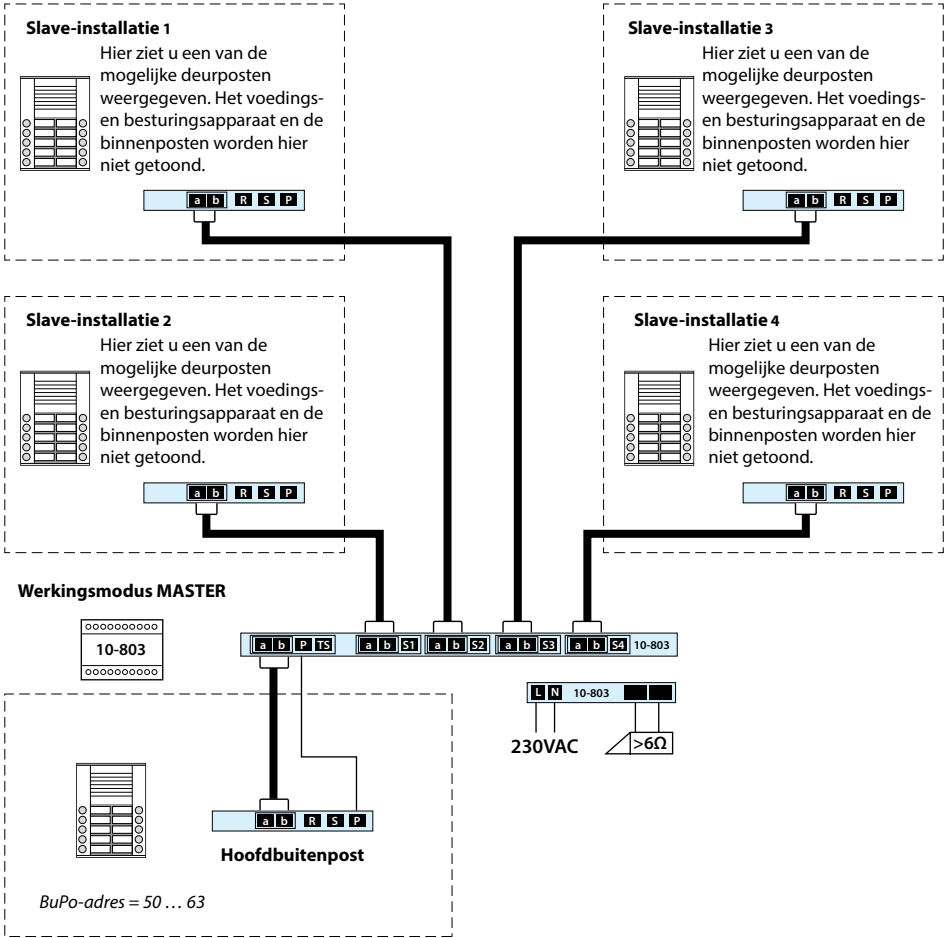 Slave-installatie 1
Hier ziet u een van de
mogelijke deurposten
weergegeven. Het voedings-
en besturingsapparaat en de
binnenposten worden hier
niet getoond.
a b R S P
Slave-installatie 3
Hier ziet u een van de
mogelijke deurposten
weergegeven. Het voedings-
en besturingsapparaat en de
binnenposten worden hier
niet getoond.
a b R S P
Slave-installatie 2
Hier ziet u een van de
mogelijke deurposten
weergegeven. Het voedings-
en besturingsapparaat en de
binnenposten worden hier
niet getoond.
a b R S P
Slave-installatie 4
Hier ziet u een van de
mogelijke deurposten
weergegeven. Het voedings-
en besturingsapparaat en de
binnenposten worden hier
niet getoond.
a b R S P
Werkingsmodus MASTER
10-803
a b P TS a b S1 a b S2 a b S3 a b S4 10-803
L N 10-803
230VAC >6Ω
a b R S P
Hoofdbuitenpost
BuPo-adres = 50 … 63